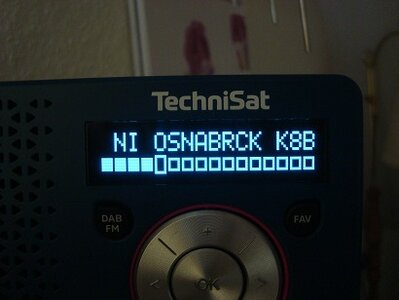 TechniSat
NI OSNABRCK K8B
DAB
FM
FAV
OK